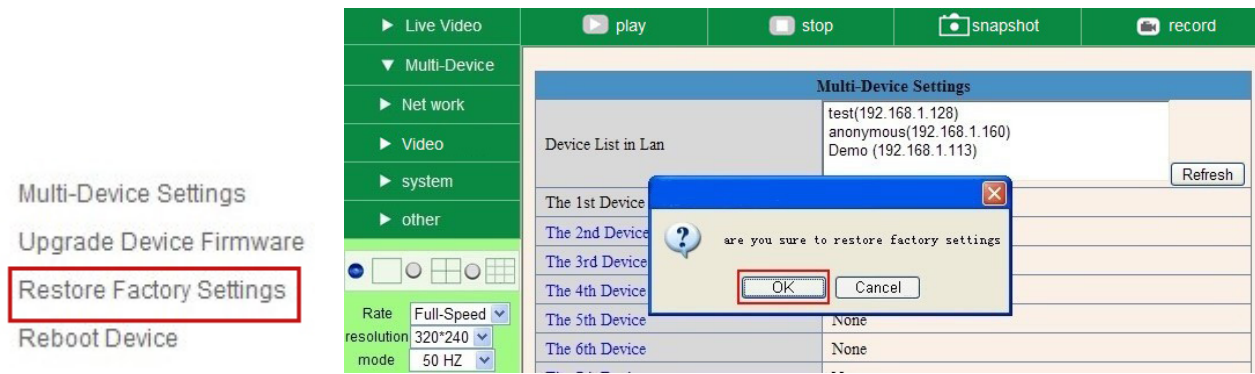 Multi-Device Settings
Upgrade Device Firmware
Restore Factory Settings
Reboot Device
Live Video
Multi-Device
Net work
Video
system
other
Rate Full-Speed
resolution 320*240
mode 50 HZ
play stop snapshot record
Multi-Device Settings
Device List in Lan
test(192.168.1.128)
anonymous(192.168.1.160)
Demo (192.168.1.113)
Refresh
The 1st Device
The 2nd Device
The 3rd Device
The 4th Device
The 5th Device None
The 6th Device None
are you sure to restore factory settings
OK Cancel